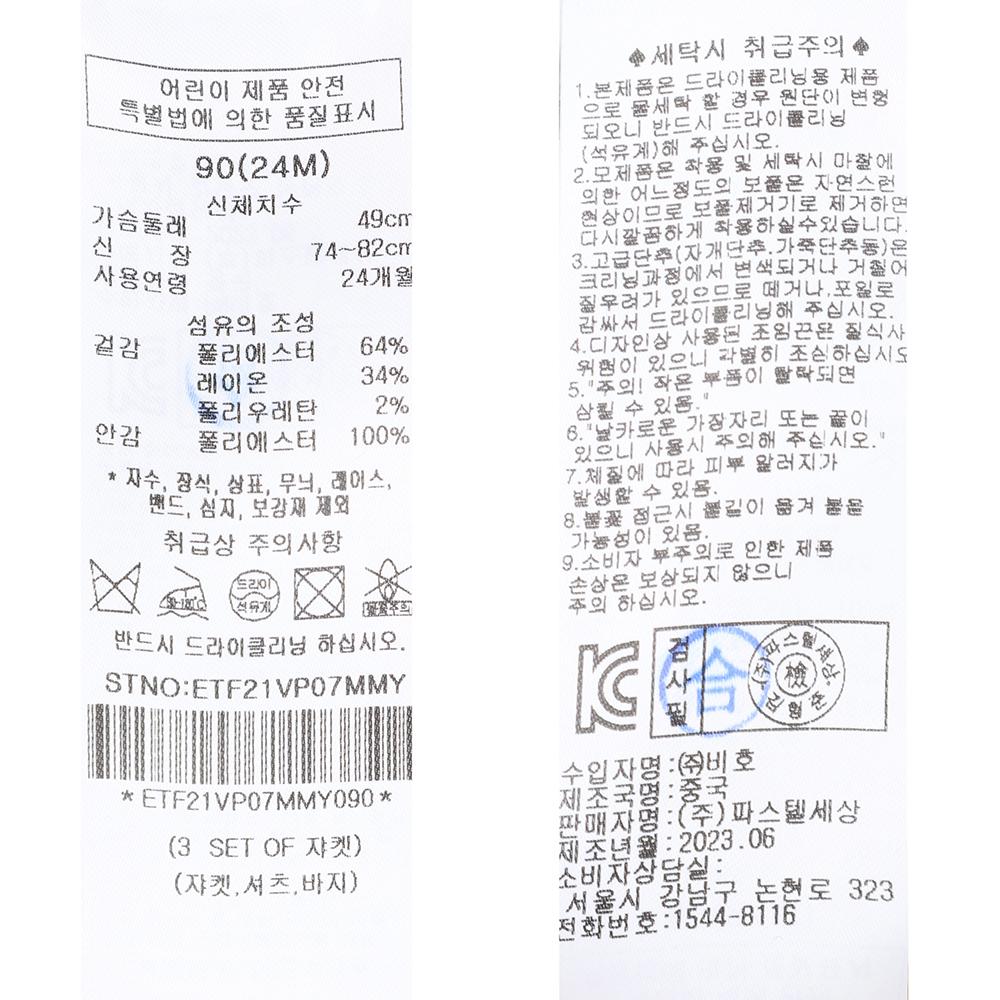 어린이 제품 안전
특별법에 의한 품질표시
90(24M)
신체치수
가슴둘레 49cm
신 장 74~82cm
사용연령 24개월
섬유의 조성
겉감 폴리에스터 64%
레이온 34%
폴리우레탄 2%
안감 폴리에스터 100%
* 자수, 장식, 상표, 무늬, 레이스,
밴드, 심지, 보강재 제외
취급상 주의사항
80~120℃
드라이
석유계
불꽃주의
반드시 드라이클리닝 하십시오.
STNO:ETF21VP07MMY
*ETF21VP07MMY090*
(3 SET OF 쟈켓)
(쟈켓,셔츠,바지)
♠세탁시 취급주의♠
1.본제품은 드라이클리닝용 제품
으로 물세탁 할 경우 원단이 변형
되오니 반드시 드라이클리닝
(석유계)해 주십시오.
2.모제품은 착용 및 세탁시 마찰에
의한 어느정도의 보풀은 자연스런
현상이므로 보풀제거기로 제거하면
다시깔끔하게 착용하실수있습니다.
3.고급단추(자개단추,가죽단추동)은
크리닝과정에서 변색되거나 거칠어
질우려가 있으므로 떼거나,포일로
감싸서 드라이클리닝해 주십시오.
4.디자인상 사용된 조임끈은 질식사
위험이 있으니 각별히 조심하십시오
5."주의! 작은 부품이 탈락되면
삼킬 수 있음."
6."날카로운 가장자리 또는 끝이
있으니 사용시 주의해 주십시오."
7.체질에 따라 피부 알러지가
발생할 수 있음.
8.불꽃 접근시 불길이 옮겨 붙을
가능성이 있음.
9.소비자 부주의로 인한 제품
손상은 보상되지 않으니
주의 하십시오.
KC
검사필
合
(주)파스텔세상
檢
김형순
수입자명:㈜비호
제조국명:중국
판매자명:(주)파스텔세상
제조년월:2023.06
소비자상담실:
서울시 강남구 논현로 323
전화번호:1544-8116